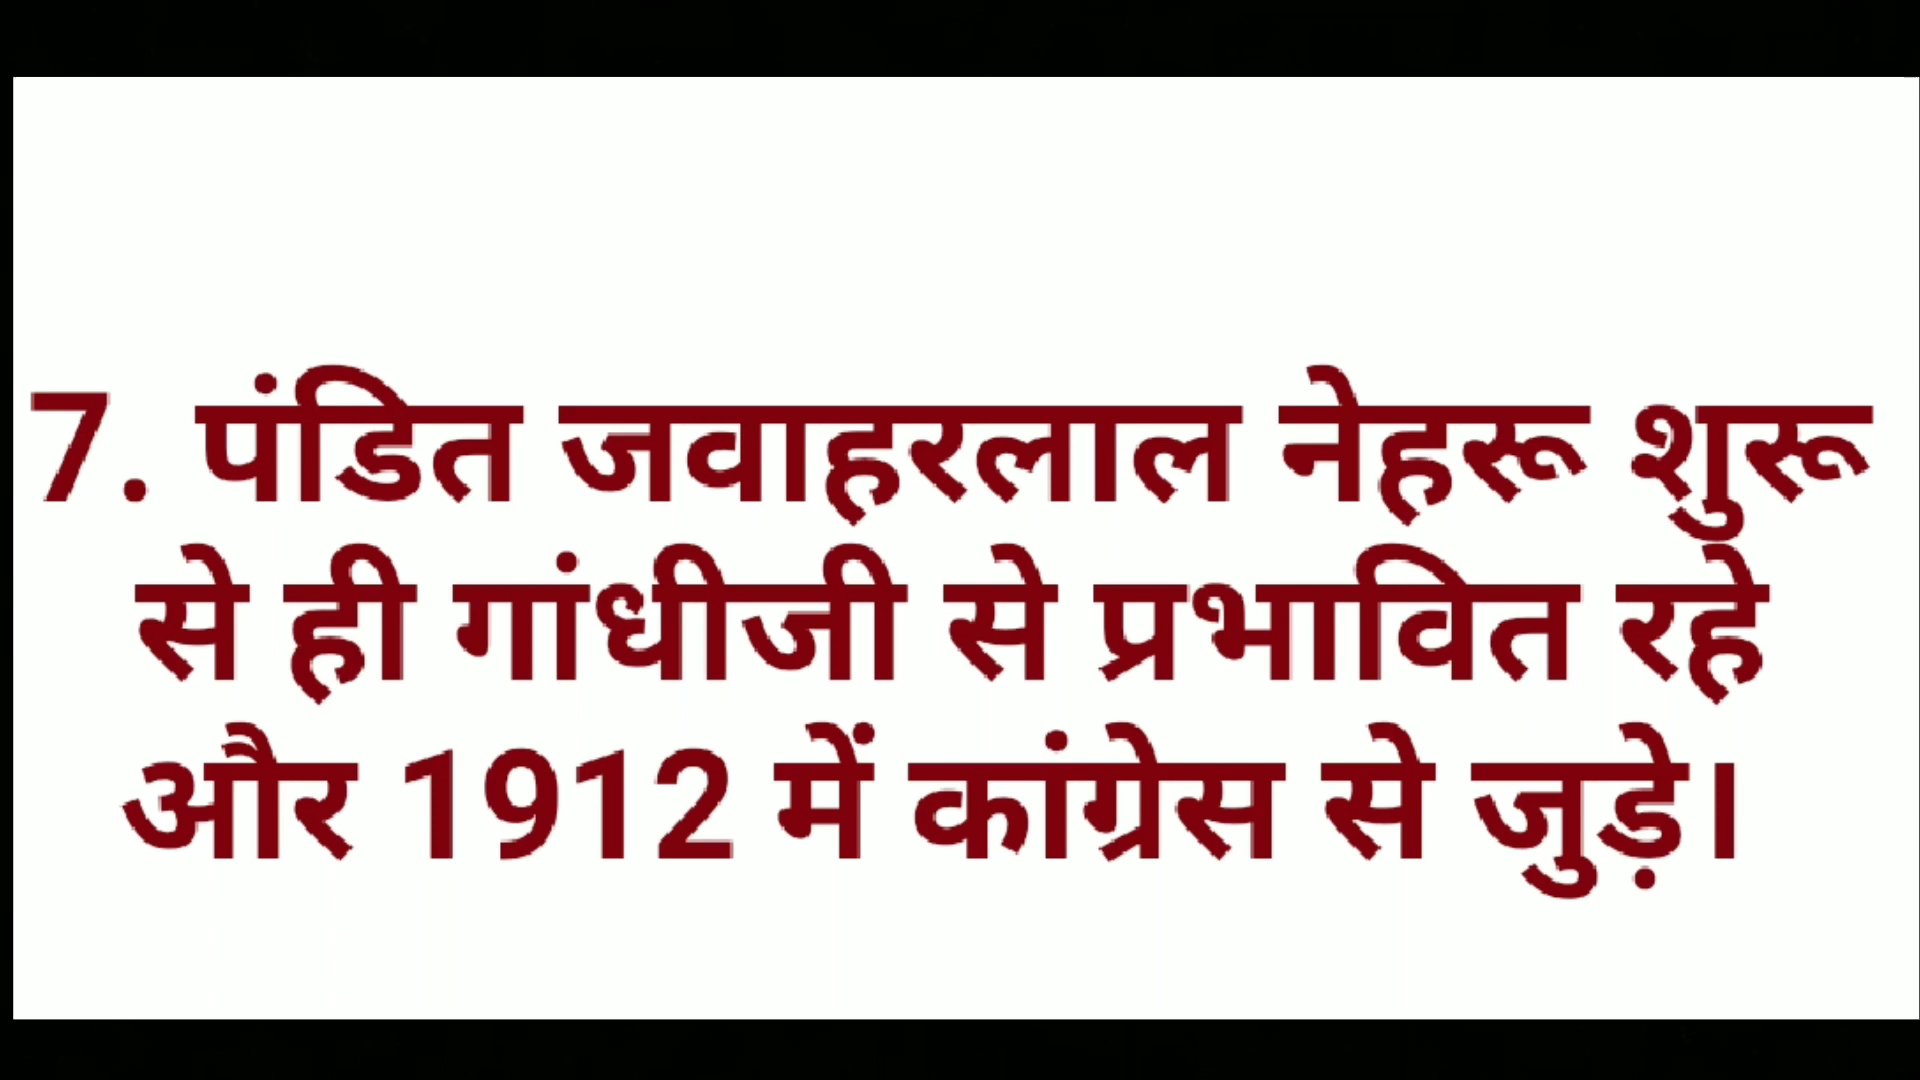 7. पंडित जवाहरलाल नेहरू शुरू
से ही गांधीजी से प्रभावित रहे
और 1912 में कांग्रेस से जुड़े।